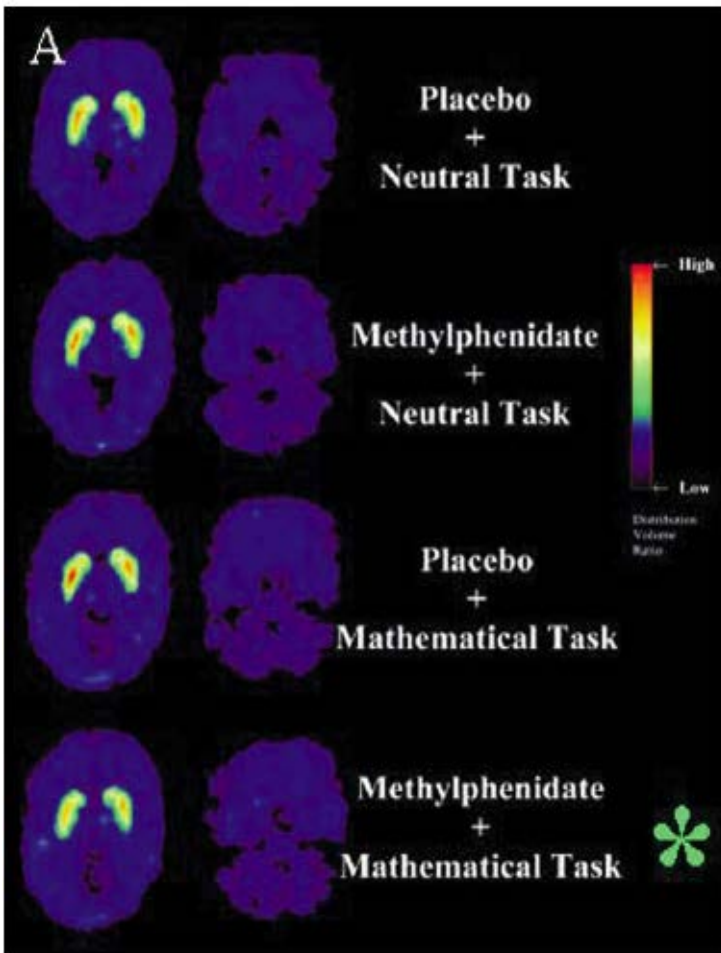 A
Placebo
+
Neutral Task
Methylphenidate
+
Neutral Task
← High
← Low
Distribution
Volume
Ratio
Placebo
+
Mathematical Task
Methylphenidate
+
Mathematical Task
*